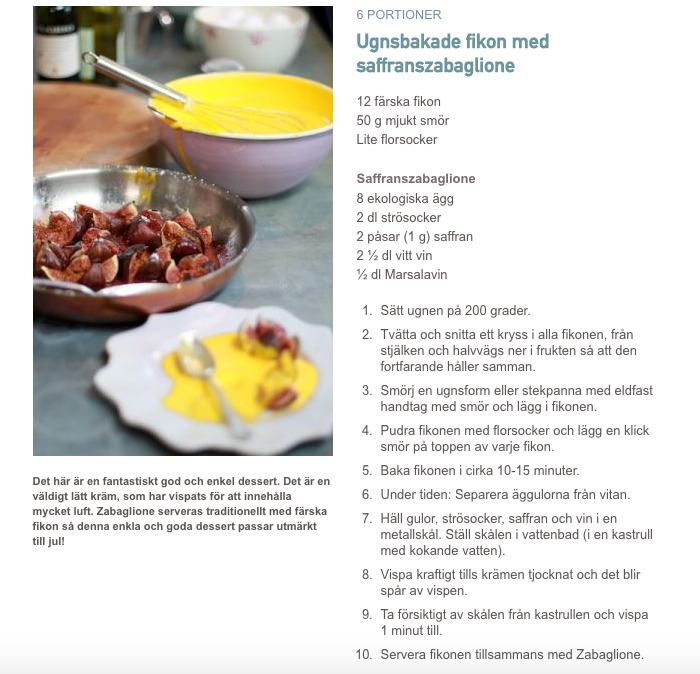 6 PORTIONER
Ugnsbakade fikon med
saffranszabaglione
12 färska fikon
50 g mjukt smör
Lite florsocker
Saffranszabaglione
8 ekologiska ägg
2 dl strösocker
2 påsar (1 g) saffran
2 ½ dl vitt vin
½ dl Marsalavin
1. Sätt ugnen på 200 grader.
2. Tvätta och snitta ett kryss i alla fikonen, från
stjälken och halvvägs ner i frukten så att den
fortfarande håller samman.
3. Smörj en ugnsform eller stekpanna med eldfast
handtag med smör och lägg i fikonen.
4. Pudra fikonen med florsocker och lägg en klick
smör på toppen av varje fikon.
5. Baka fikonen i cirka 10-15 minuter.
6. Under tiden: Separera äggulorna från vitan.
7. Häll gulor, strösocker, saffran och vin i en
metallskål. Ställ skålen i vattenbad (i en kastrull
med kokande vatten).
8. Vispa kraftigt tills krämen tjocknat och det blir
spår av vispen.
9. Ta försiktigt av skålen från kastrullen och vispa
1 minut till.
10. Servera fikonen tillsammans med Zabaglione.
Det här är en fantastiskt god och enkel dessert. Det är en
väldigt lätt kräm, som har vispats för att innehålla
mycket luft. Zabaglione serveras traditionellt med färska
fikon så denna enkla och goda dessert passar utmärkt
till jul!